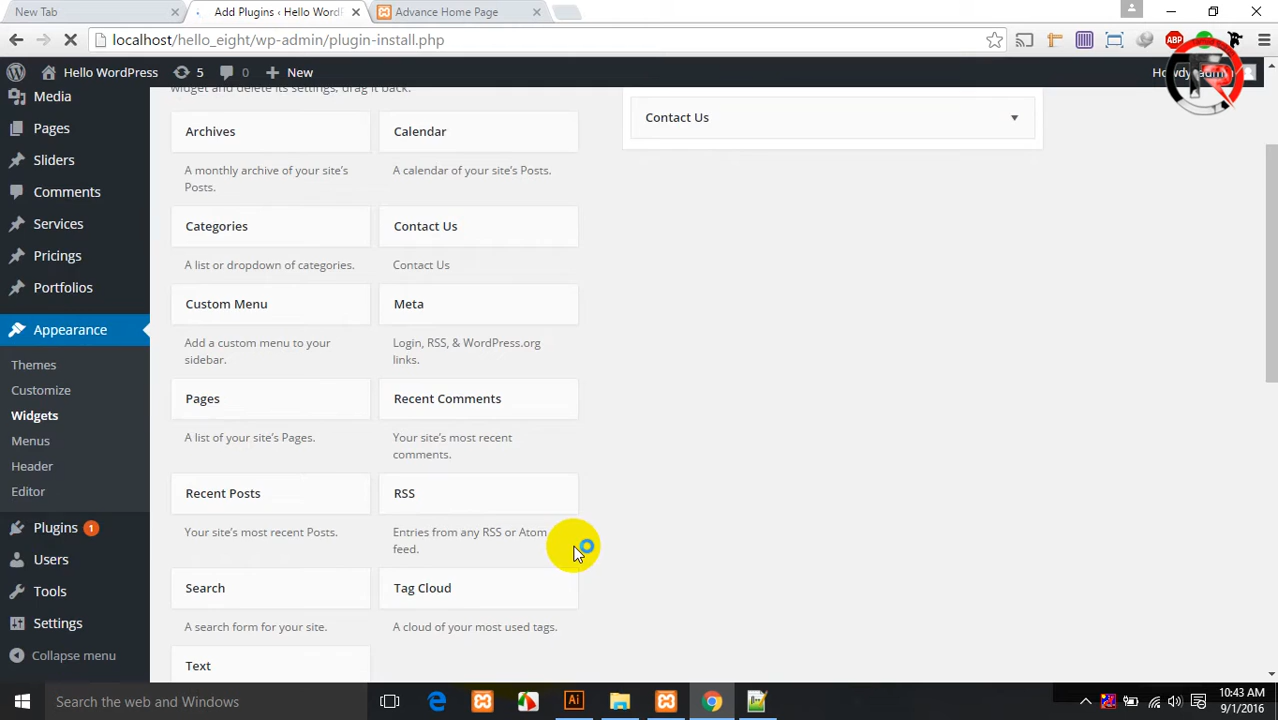 New Tab
Add Plugins ‹ Hello WordP
Advance Home Page
localhost/hello_eight/wp-admin/plugin-install.php
ABP
Hello WordPress
5
0
New
Howdy, admin
widget and delete its settings, drag it back.
Media
Pages
Sliders
Comments
Services
Pricings
Portfolios
Appearance
Themes
Customize
Widgets
Menus
Header
Editor
Plugins 1
Users
Tools
Settings
Collapse menu
Archives
A monthly archive of your site's
Posts.
Calendar
A calendar of your site's Posts.
Categories
A list or dropdown of categories.
Contact Us
Contact Us
Custom Menu
Add a custom menu to your
sidebar.
Meta
Login, RSS, & WordPress.org
links.
Pages
A list of your site's Pages.
Recent Comments
Your site's most recent
comments.
Recent Posts
Your site's most recent Posts.
RSS
Entries from any RSS or Atom
feed.
Search
A search form for your site.
Tag Cloud
A cloud of your most used tags.
Text
Contact Us
Search the web and Windows
Ai
10:43 AM
9/1/2016